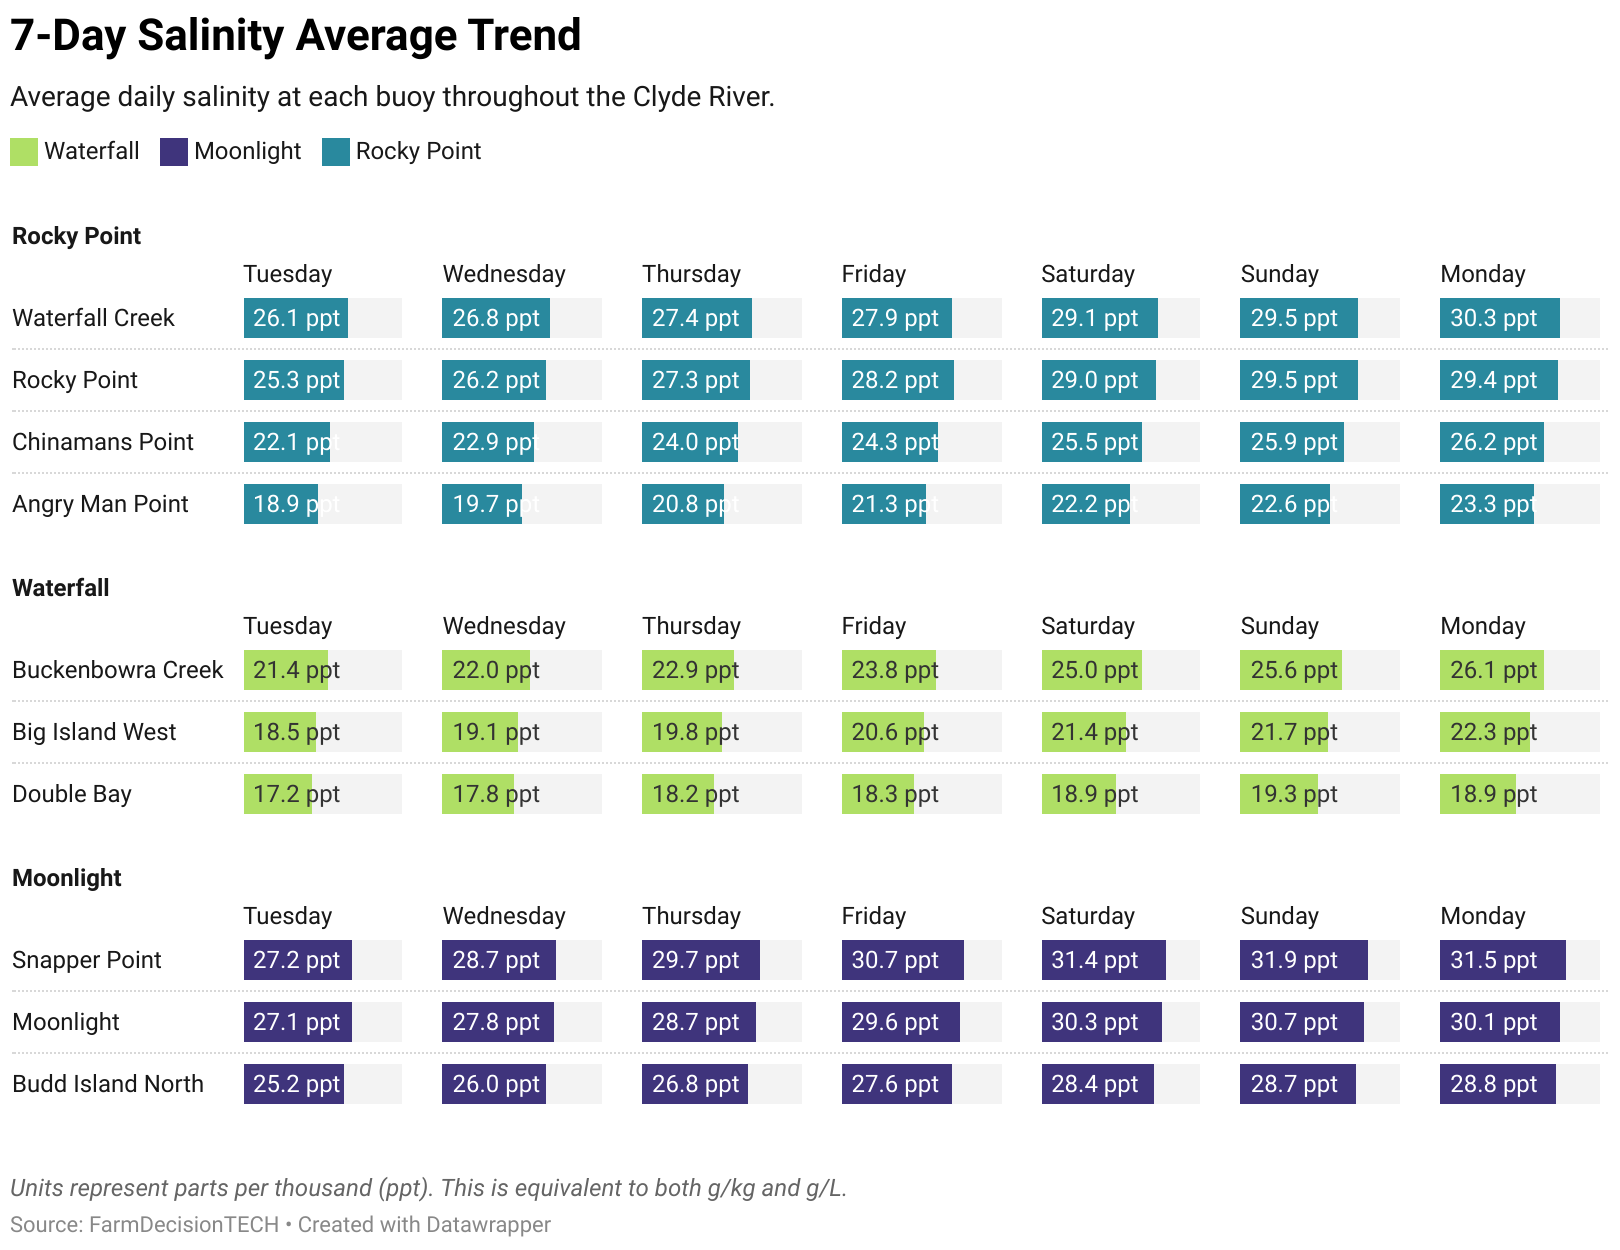 7-Day Salinity Average Trend
Average daily salinity at each buoy throughout the Clyde River.
Waterfall Moonlight Rocky Point
Rocky Point
Tuesday Wednesday Thursday Friday Saturday Sunday Monday
Waterfall Creek 26.1 ppt 26.8 ppt 27.4 ppt 27.9 ppt 29.1 ppt 29.5 ppt 30.3 ppt
Rocky Point 25.3 ppt 26.2 ppt 27.3 ppt 28.2 ppt 29.0 ppt 29.5 ppt 29.4 ppt
Chinamans Point 22.1 ppt 22.9 ppt 24.0 ppt 24.3 ppt 25.5 ppt 25.9 ppt 26.2 ppt
Angry Man Point 18.9 ppt 19.7 ppt 20.8 ppt 21.3 ppt 22.2 ppt 22.6 ppt 23.3 ppt
Waterfall
Tuesday Wednesday Thursday Friday Saturday Sunday Monday
Buckenbowra Creek 21.4 ppt 22.0 ppt 22.9 ppt 23.8 ppt 25.0 ppt 25.6 ppt 26.1 ppt
Big Island West 18.5 ppt 19.1 ppt 19.8 ppt 20.6 ppt 21.4 ppt 21.7 ppt 22.3 ppt
Double Bay 17.2 ppt 17.8 ppt 18.2 ppt 18.3 ppt 18.9 ppt 19.3 ppt 18.9 ppt
Moonlight
Tuesday Wednesday Thursday Friday Saturday Sunday Monday
Snapper Point 27.2 ppt 28.7 ppt 29.7 ppt 30.7 ppt 31.4 ppt 31.9 ppt 31.5 ppt
Moonlight 27.1 ppt 27.8 ppt 28.7 ppt 29.6 ppt 30.3 ppt 30.7 ppt 30.1 ppt
Budd Island North 25.2 ppt 26.0 ppt 26.8 ppt 27.6 ppt 28.4 ppt 28.7 ppt 28.8 ppt
Units represent parts per thousand (ppt). This is equivalent to both g/kg and g/L.
Source: FarmDecisionTECH • Created with Datawrapper